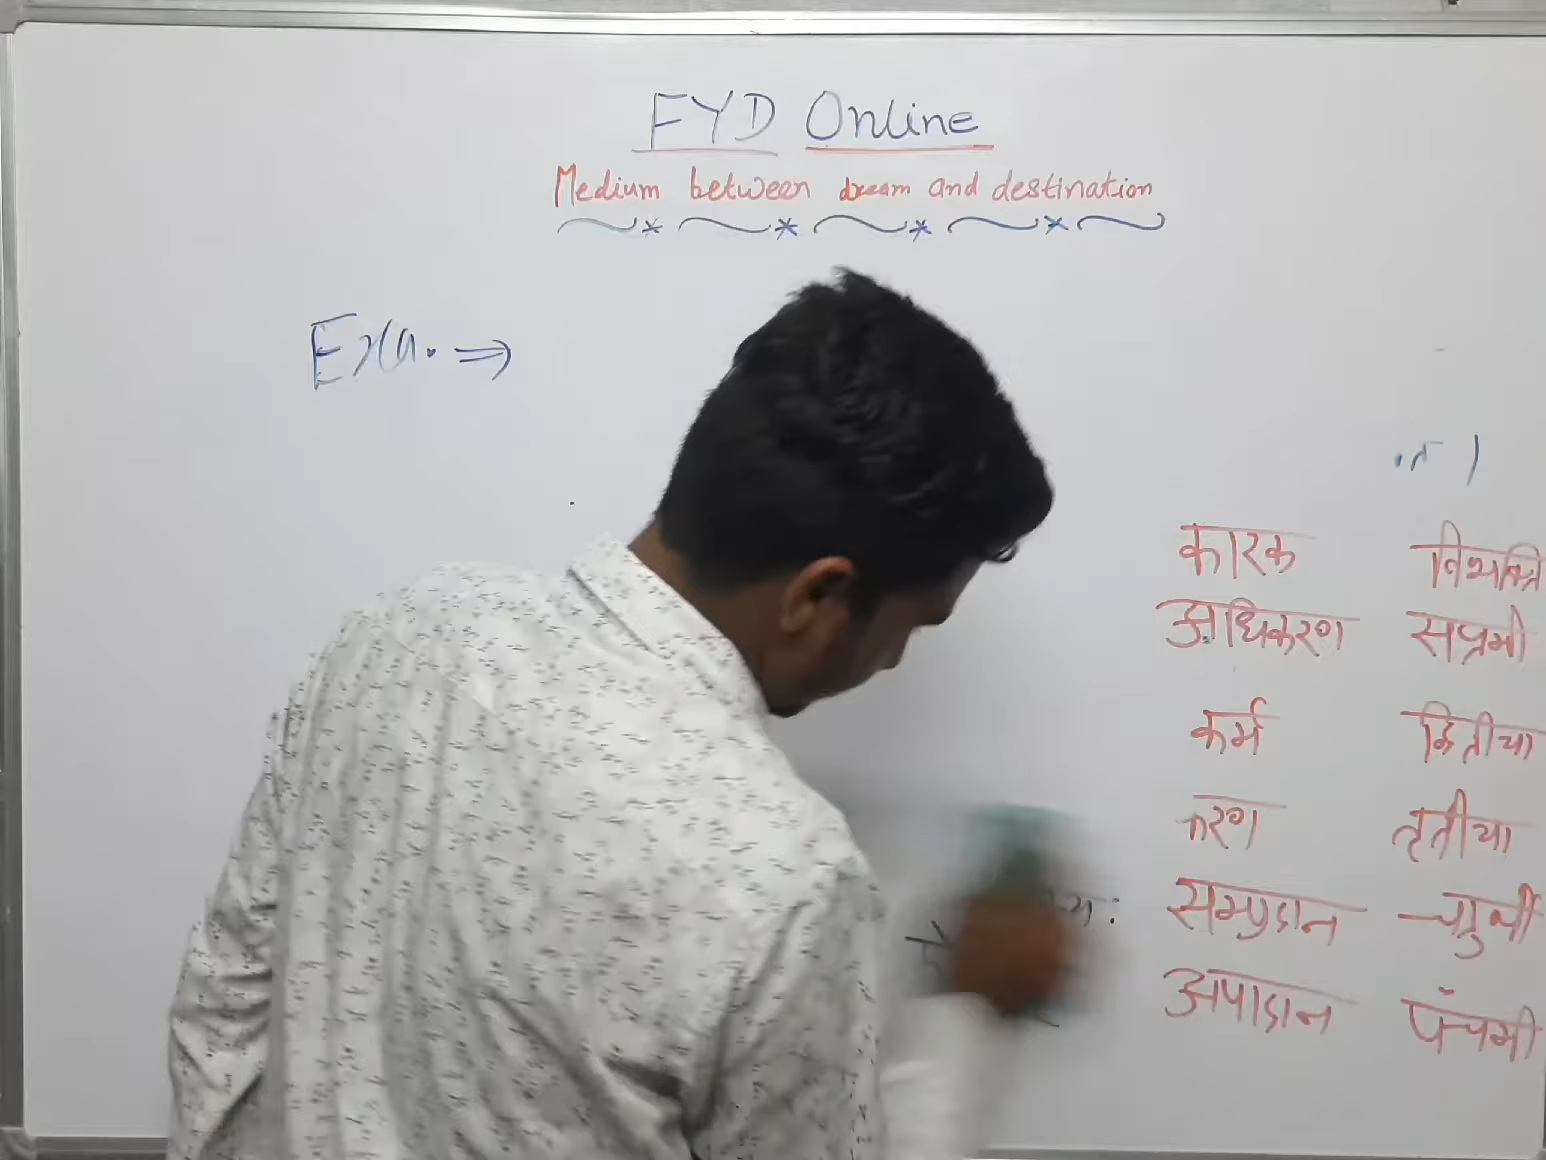 FYD Online
Medium between dream and destination
Exa. ⇒
कारक विभक्ति
अधिकरण सप्तमी
कर्म द्वितीया
करण तृतीया
सम्प्रदान चतुर्थी
अपादान पंचमी